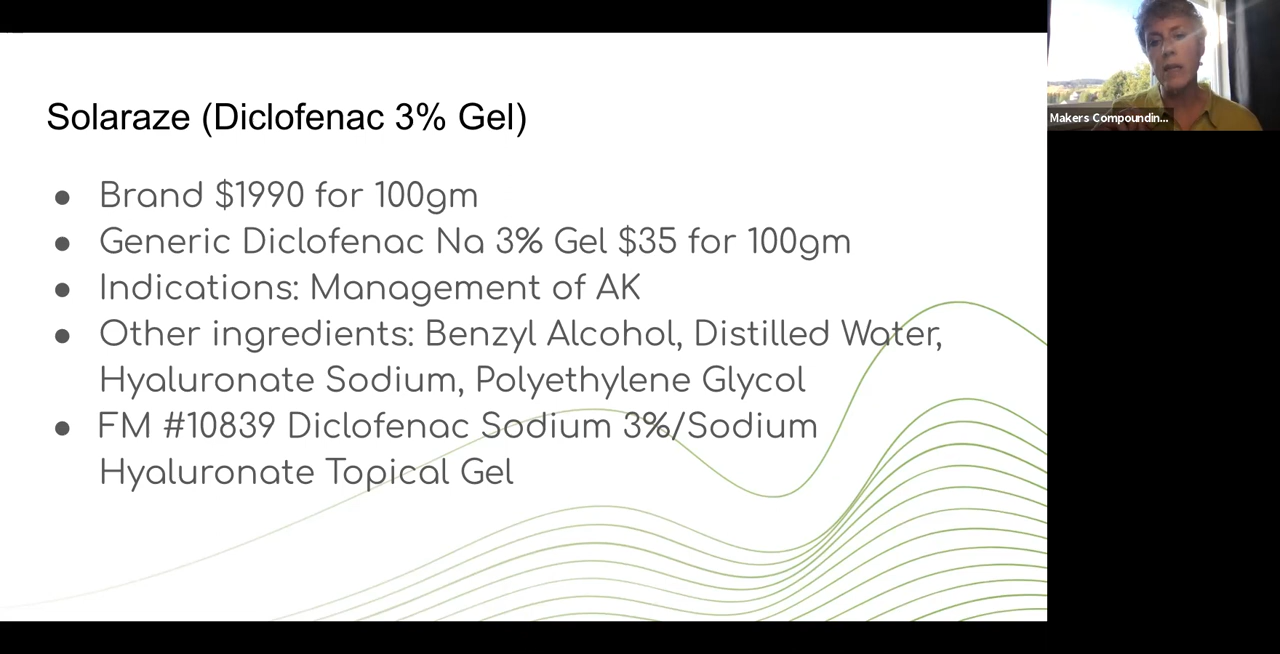 Solaraze (Diclofenac 3% Gel)
● Brand $1990 for 100gm
● Generic Diclofenac Na 3% Gel $35 for 100gm
● Indications: Management of AK
● Other ingredients: Benzyl Alcohol, Distilled Water,
Hyaluronate Sodium, Polyethylene Glycol
● FM #10839 Diclofenac Sodium 3%/Sodium
Hyaluronate Topical Gel
Makers Compoundin...